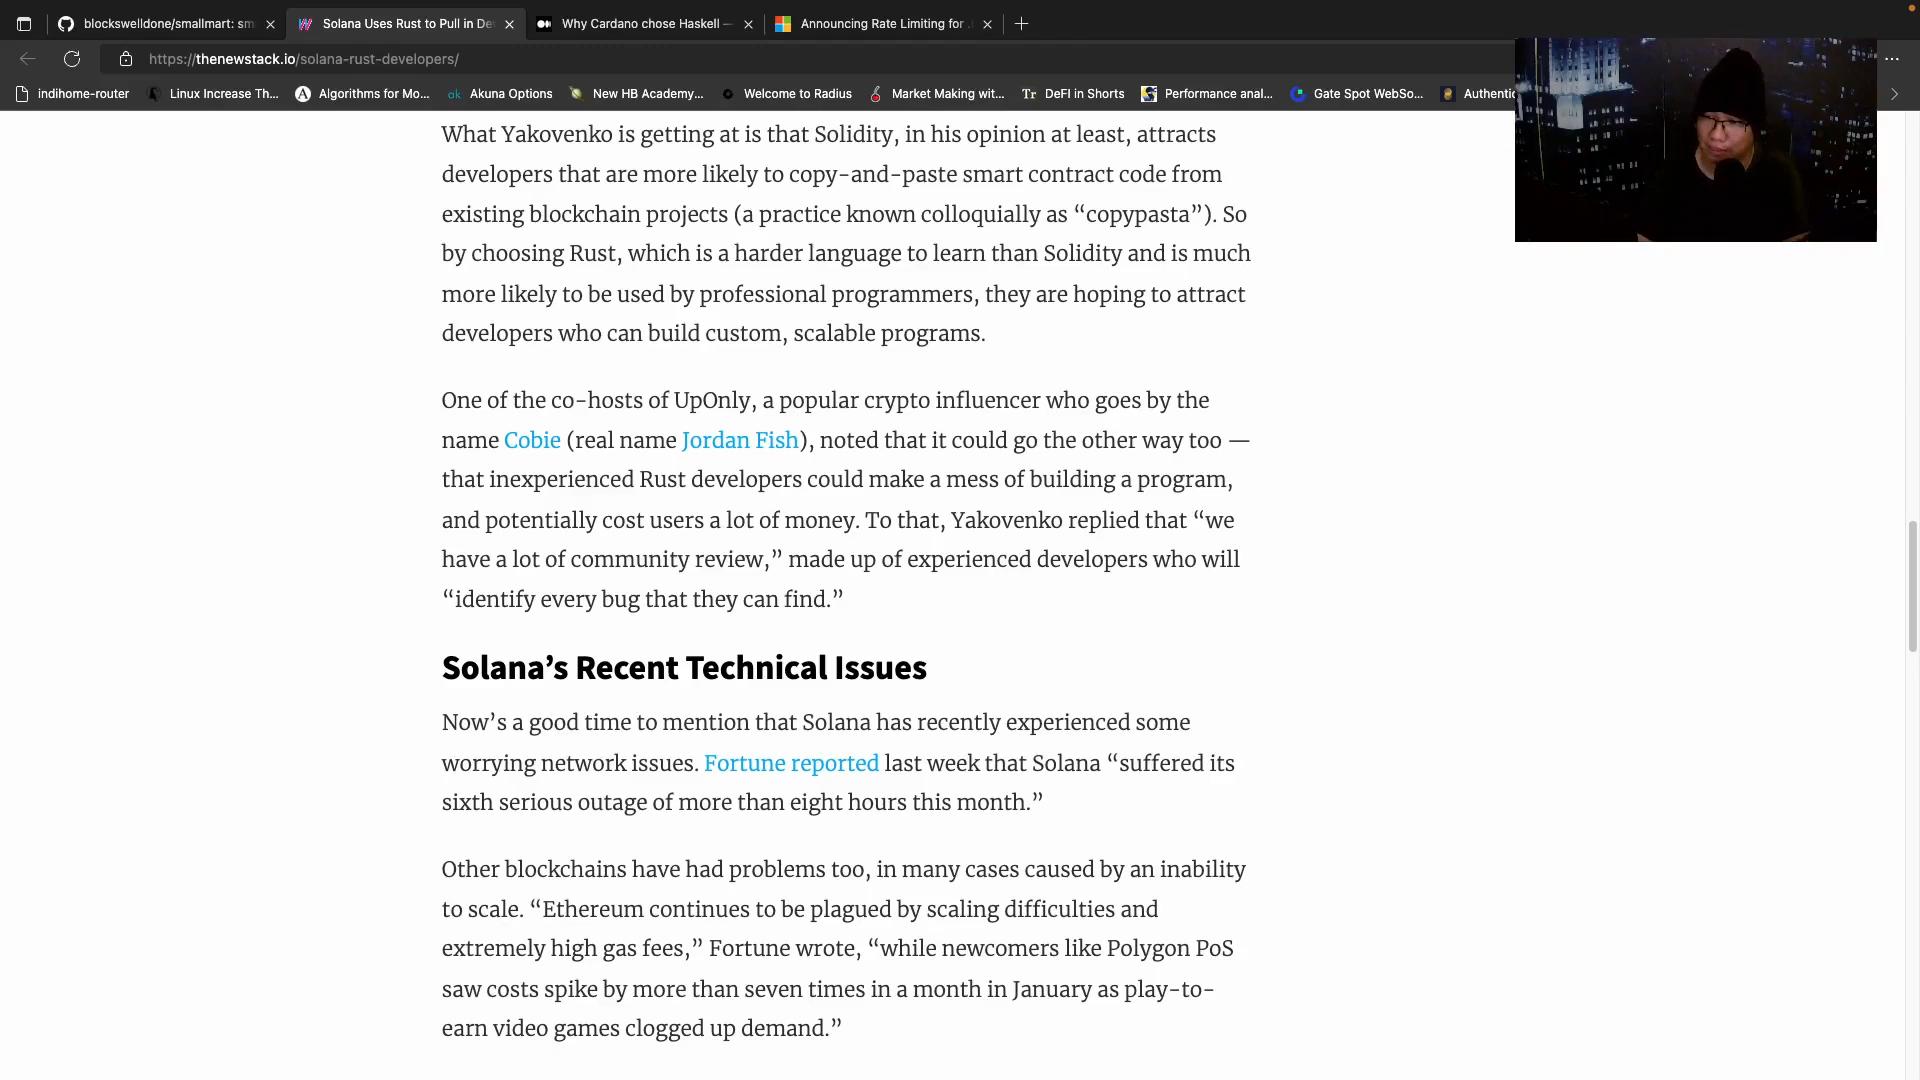 blockswelldone/smallmart: sm
Solana Uses Rust to Pull in De
Why Cardano chose Haskell —
Announcing Rate Limiting for .
https://thenewstack.io/solana-rust-developers/
indihome-router
Linux Increase Th...
Algorithms for Mo...
ak Akuna Options
New HB Academy...
Welcome to Radius
Market Making wit...
Tr DeFI in Shorts
Performance anal...
Gate Spot WebSo...
Authentic
What Yakovenko is getting at is that Solidity, in his opinion at least, attracts
developers that are more likely to copy-and-paste smart contract code from
existing blockchain projects (a practice known colloquially as “copypasta”). So
by choosing Rust, which is a harder language to learn than Solidity and is much
more likely to be used by professional programmers, they are hoping to attract
developers who can build custom, scalable programs.
One of the co-hosts of UpOnly, a popular crypto influencer who goes by the
name Cobie (real name Jordan Fish), noted that it could go the other way too —
that inexperienced Rust developers could make a mess of building a program,
and potentially cost users a lot of money. To that, Yakovenko replied that “we
have a lot of community review,” made up of experienced developers who will
“identify every bug that they can find.”
Solana’s Recent Technical Issues
Now’s a good time to mention that Solana has recently experienced some
worrying network issues. Fortune reported last week that Solana “suffered its
sixth serious outage of more than eight hours this month.”
Other blockchains have had problems too, in many cases caused by an inability
to scale. “Ethereum continues to be plagued by scaling difficulties and
extremely high gas fees,” Fortune wrote, “while newcomers like Polygon PoS
saw costs spike by more than seven times in a month in January as play-to-
earn video games clogged up demand.”